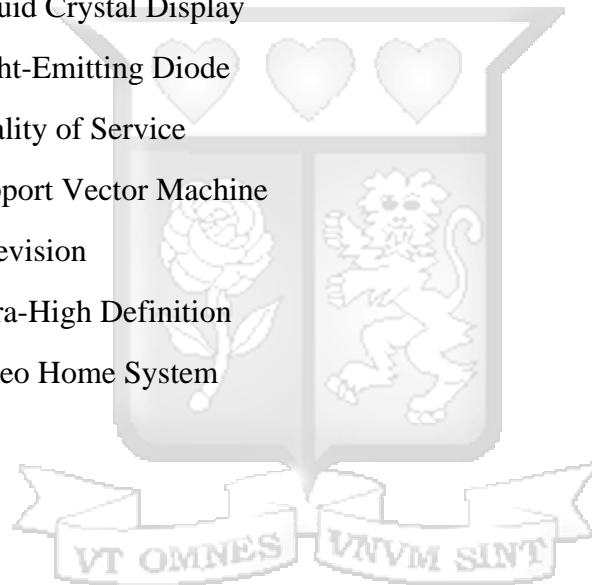 uid Crystal Display
ht-Emitting Diode
ality of Service
port Vector Machine
evision
ra-High Definition
eo Home System
VT OMNES VNVM SINT